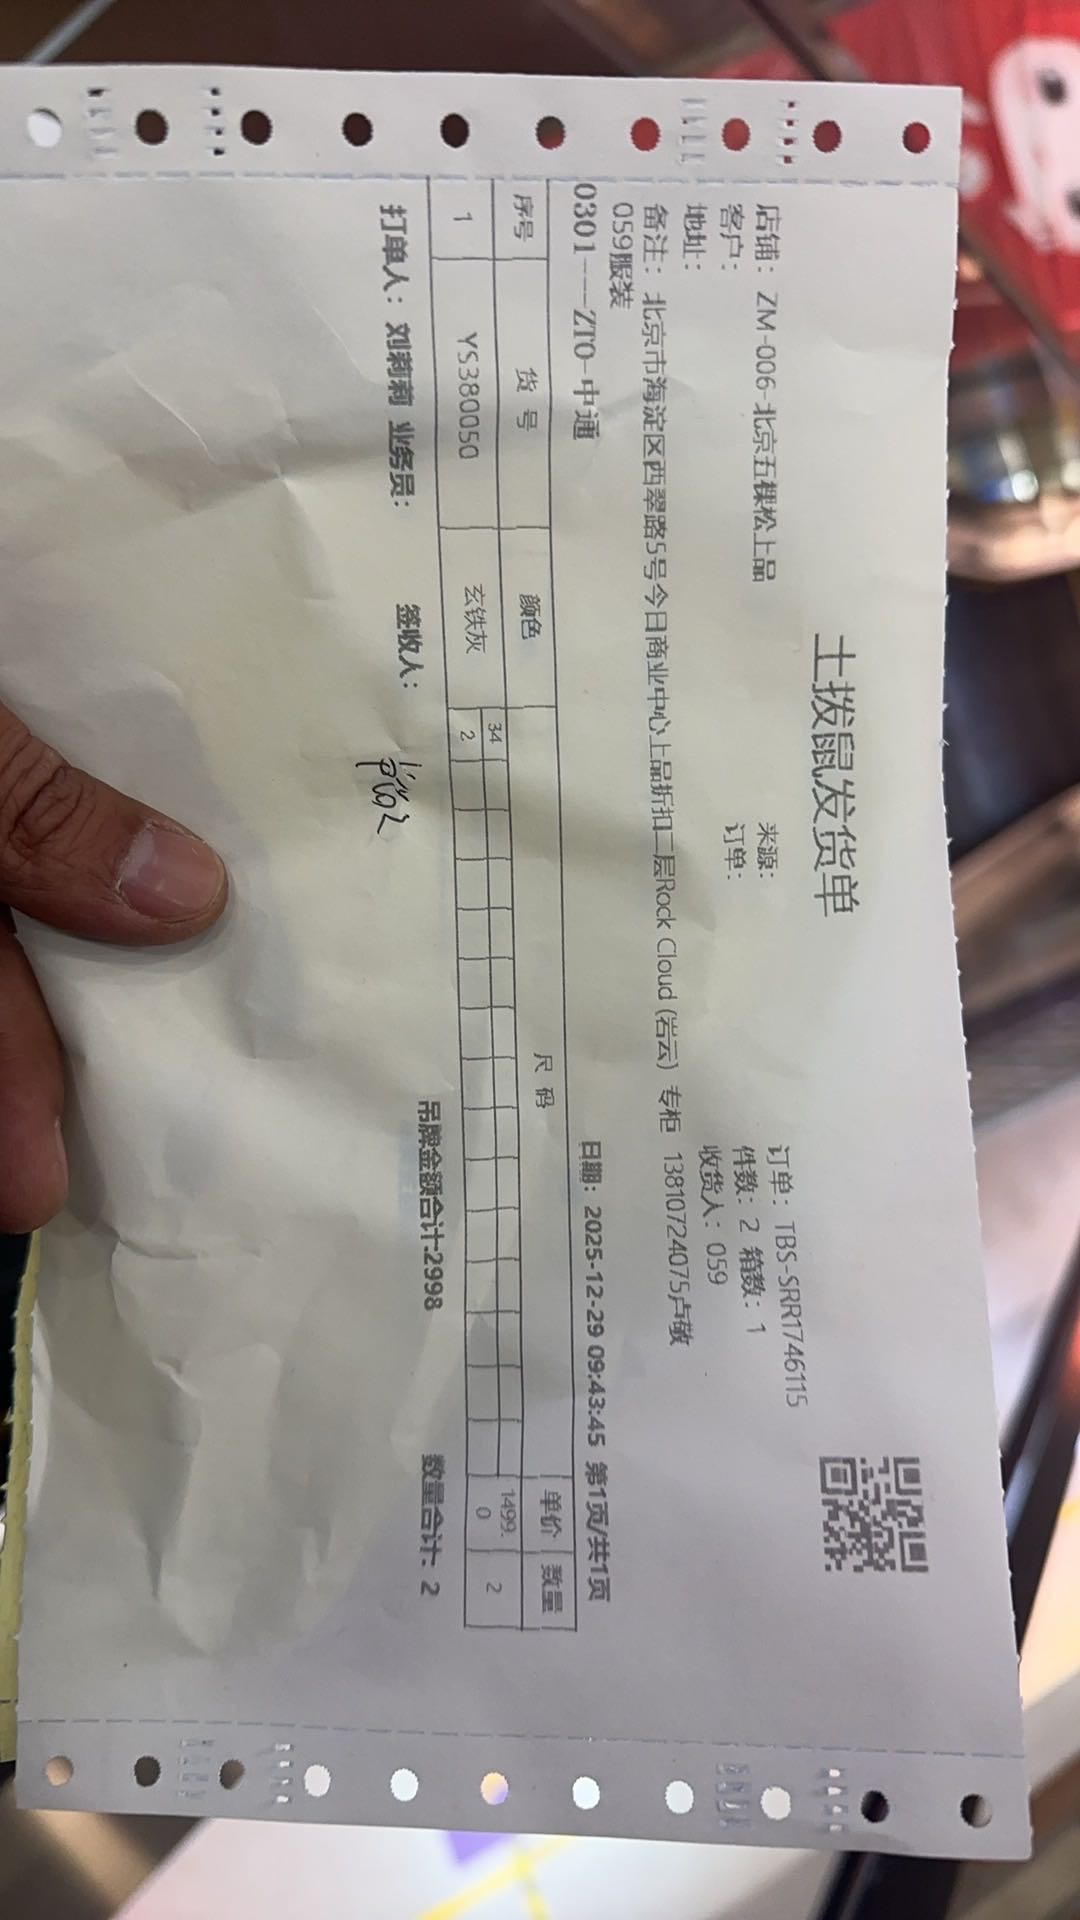 土拨鼠发货单
店铺：ZM-006-北京五棵松上品 来源： 订单：TBS-SRR1746115
客户： 订单： 件数：2 箱数：1
地址： 收货人：059
备注：北京市海淀区西翠路5号今日商业中心上品折扣二层Rock Cloud (岩云) 专柜 13810724075卢敬
059服装
0301---ZTO-中通 日期：2025-12-29 09:43:45 第1页/共1页
序号 货号 颜色 尺码 单价 数量
1 YS380050 玄铁灰 34 1499.0 2
2
打单人：刘莉莉 业务员： 签收人： 吊牌金额合计:2998 数量合计：2